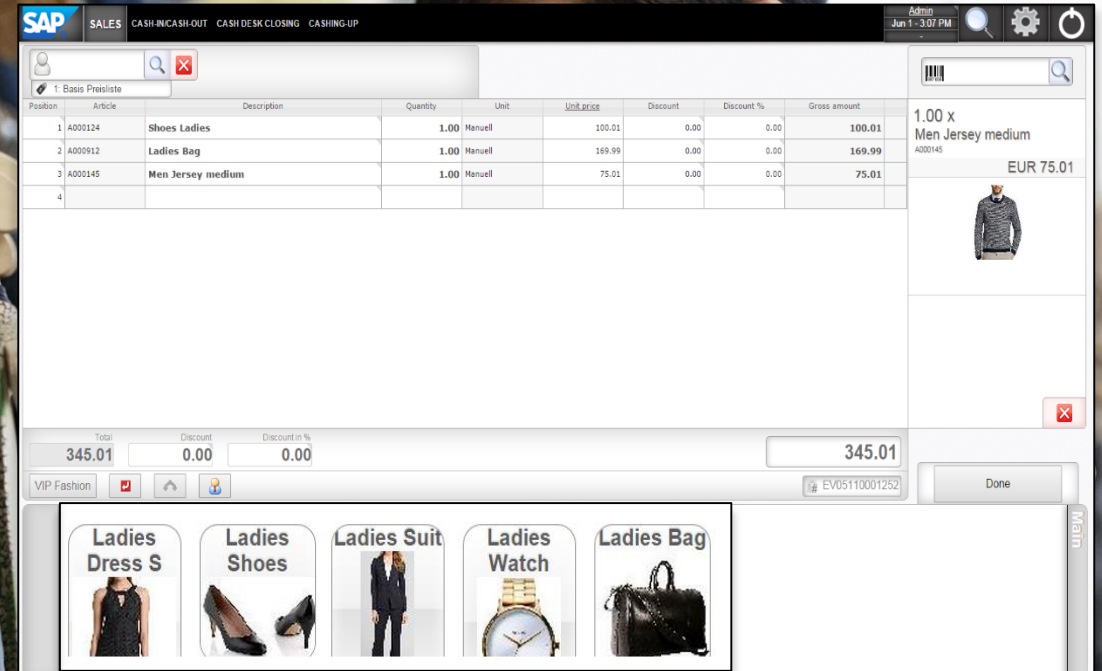 SAP SALES CASH-IN/CASH-OUT CASH DESK CLOSING CASHING-UP
Admin
Jun 1 - 3:07 PM
-
1: Basis Preisliste
Position Article Description Quantity Unit Unit price Discount Discount % Gross amount
1 A000124 Shoes Ladies 1.00 Manuell 100.01 0.00 0.00 100.01
2 A000912 Ladies Bag 1.00 Manuell 169.99 0.00 0.00 169.99
3 A000145 Men Jersey medium 1.00 Manuell 75.01 0.00 0.00 75.01
4
1.00 x
Men Jersey medium
A000145
EUR 75.01
Total Discount Discount in %
345.01 0.00 0.00 345.01
VIP Fashion # EV05110001252 Done
Main
Ladies Dress S
Ladies Shoes
Ladies Suit
Ladies Watch
Ladies Bag